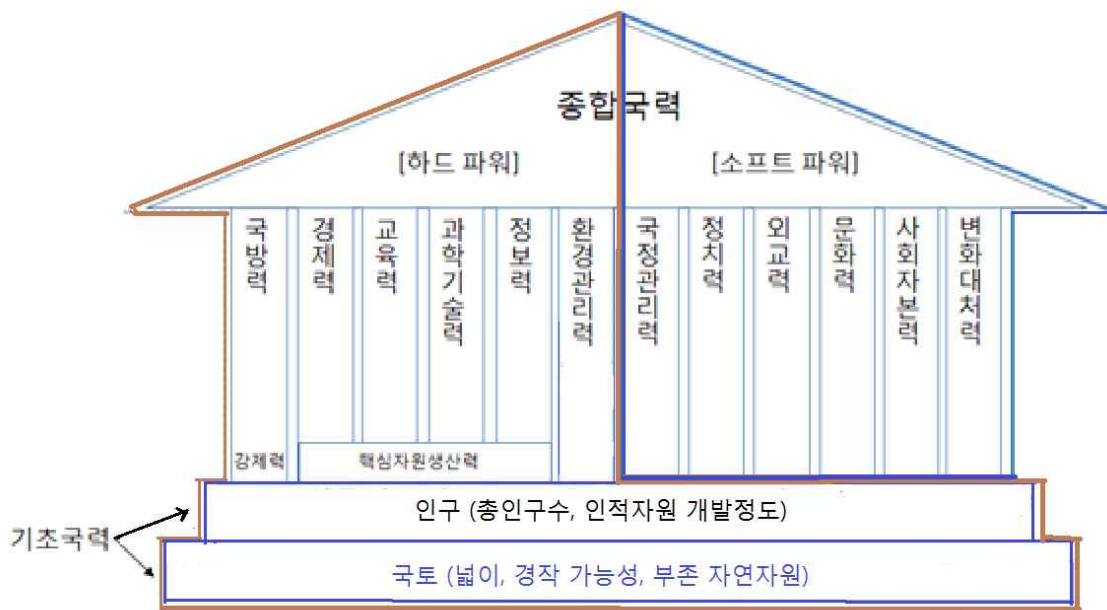 종합국력
[하드 파워] [소프트 파워]
국방력
경제력
교육력
과학기술력
정보력
환경관리력
국정관리력
정치력
외교력
문화력
사회자본력
변화대처력
강제력
핵심자원생산력
기초국력
인구 (총인구수, 인적자원 개발정도)
국토 (넓이, 경작 가능성, 부존 자연자원)